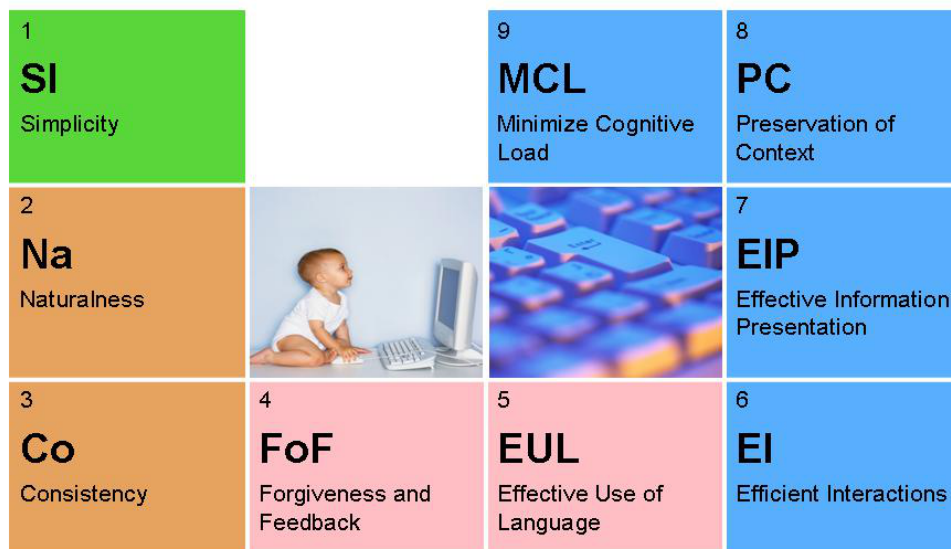 1
SI
Simplicity
9
MCL
Minimize Cognitive
Load
8
PC
Preservation of
Context
2
Na
Naturalness
Enter
7
EIP
Effective Information
Presentation
3
Co
Consistency
4
FoF
Forgiveness and
Feedback
5
EUL
Effective Use of
Language
6
EI
Efficient Interactions